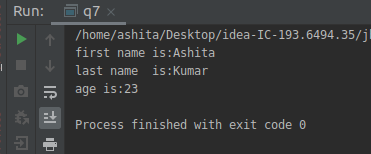 Run: q7 ×
/home/ashita/Desktop/idea-IC-193.6494.35/j
first name is:Ashita
last name  is:Kumar
age is:23
Process finished with exit code 0